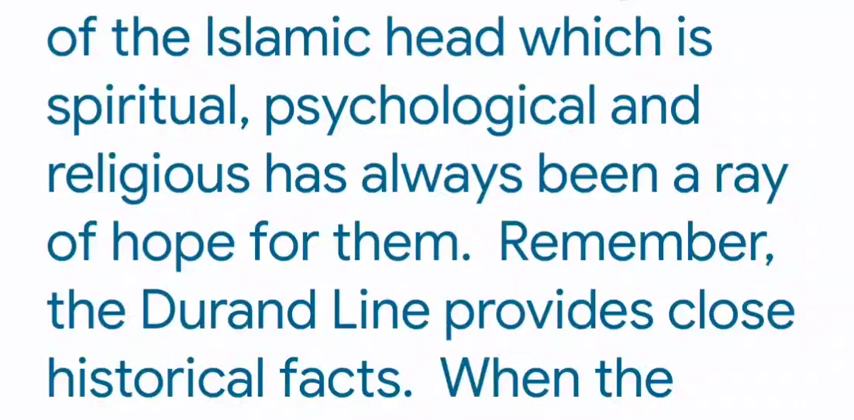 of the Islamic head which is
spiritual, psychological and
religious has always been a ray
of hope for them.  Remember,
the Durand Line provides close
historical facts.  When the